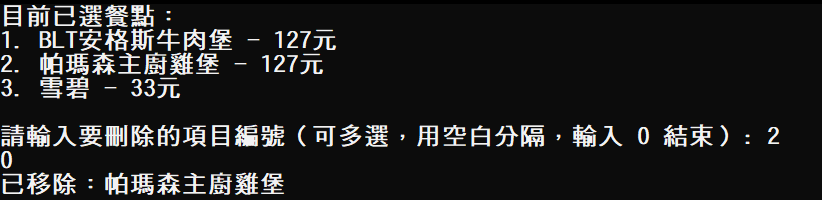 目前已選餐點：
1. BLT安格斯牛肉堡 - 127元
2. 帕瑪森主廚雞堡 - 127元
3. 雪碧 - 33元
請輸入要刪除的項目編號（可多選，用空白分隔，輸入 0 結束）: 2
0
已移除：帕瑪森主廚雞堡